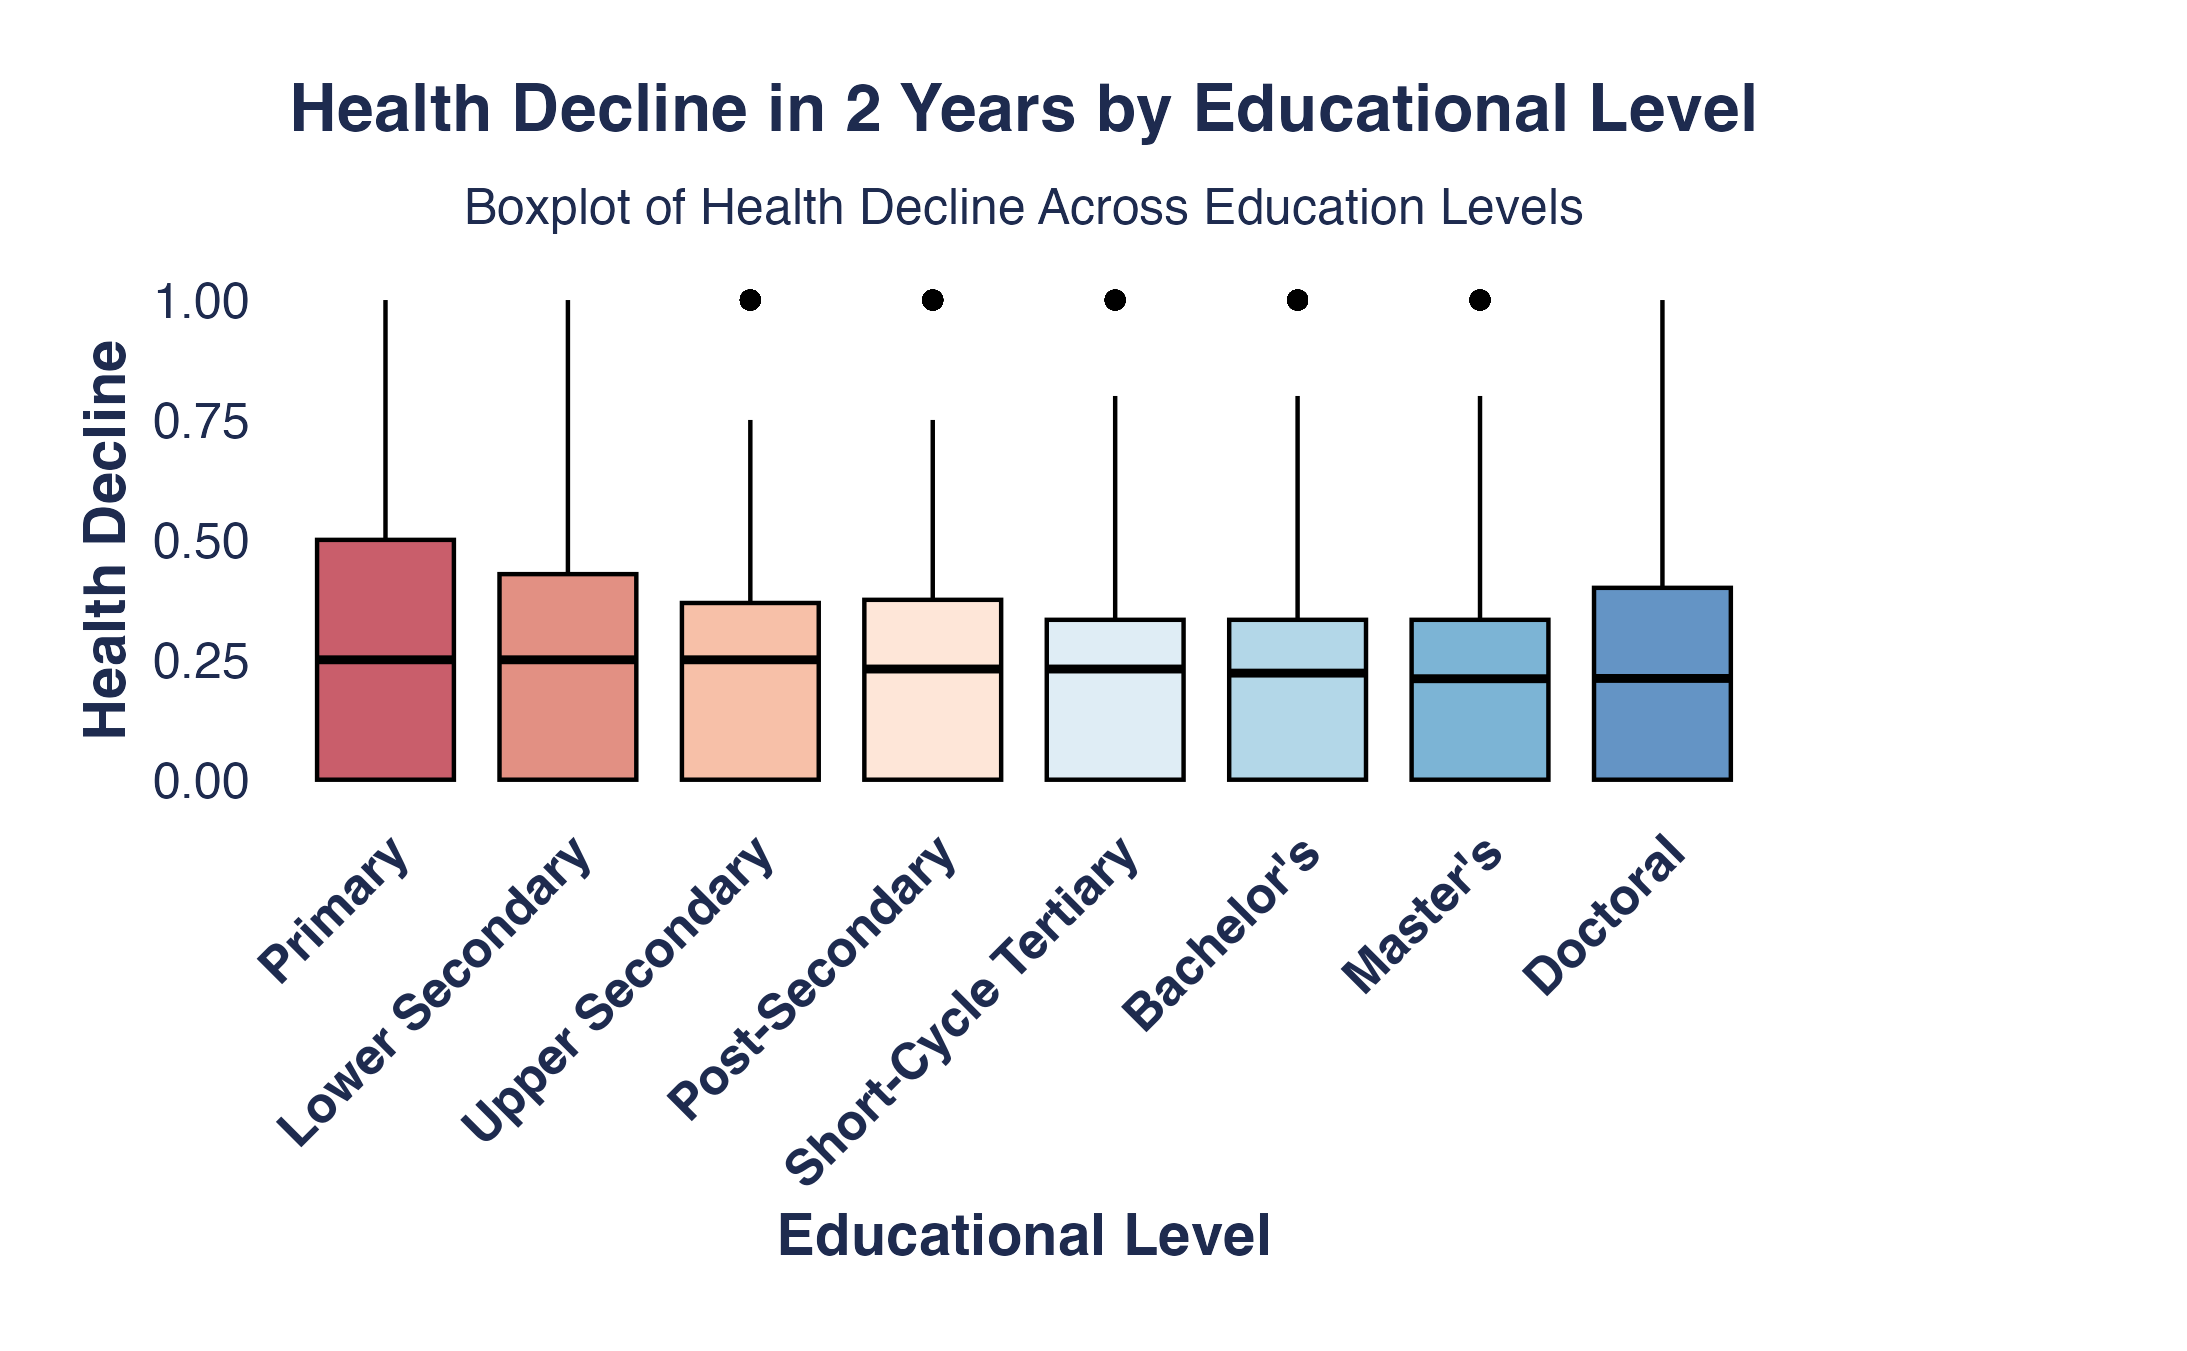 Health Decline in 2 Years by Educational Level
Boxplot of Health Decline Across Education Levels
Health Decline
1.00
0.75
0.50
0.25
0.00
Primary
Lower Secondary
Upper Secondary
Post-Secondary
Short-Cycle Tertiary
Bachelor's
Master's
Doctoral
Educational Level